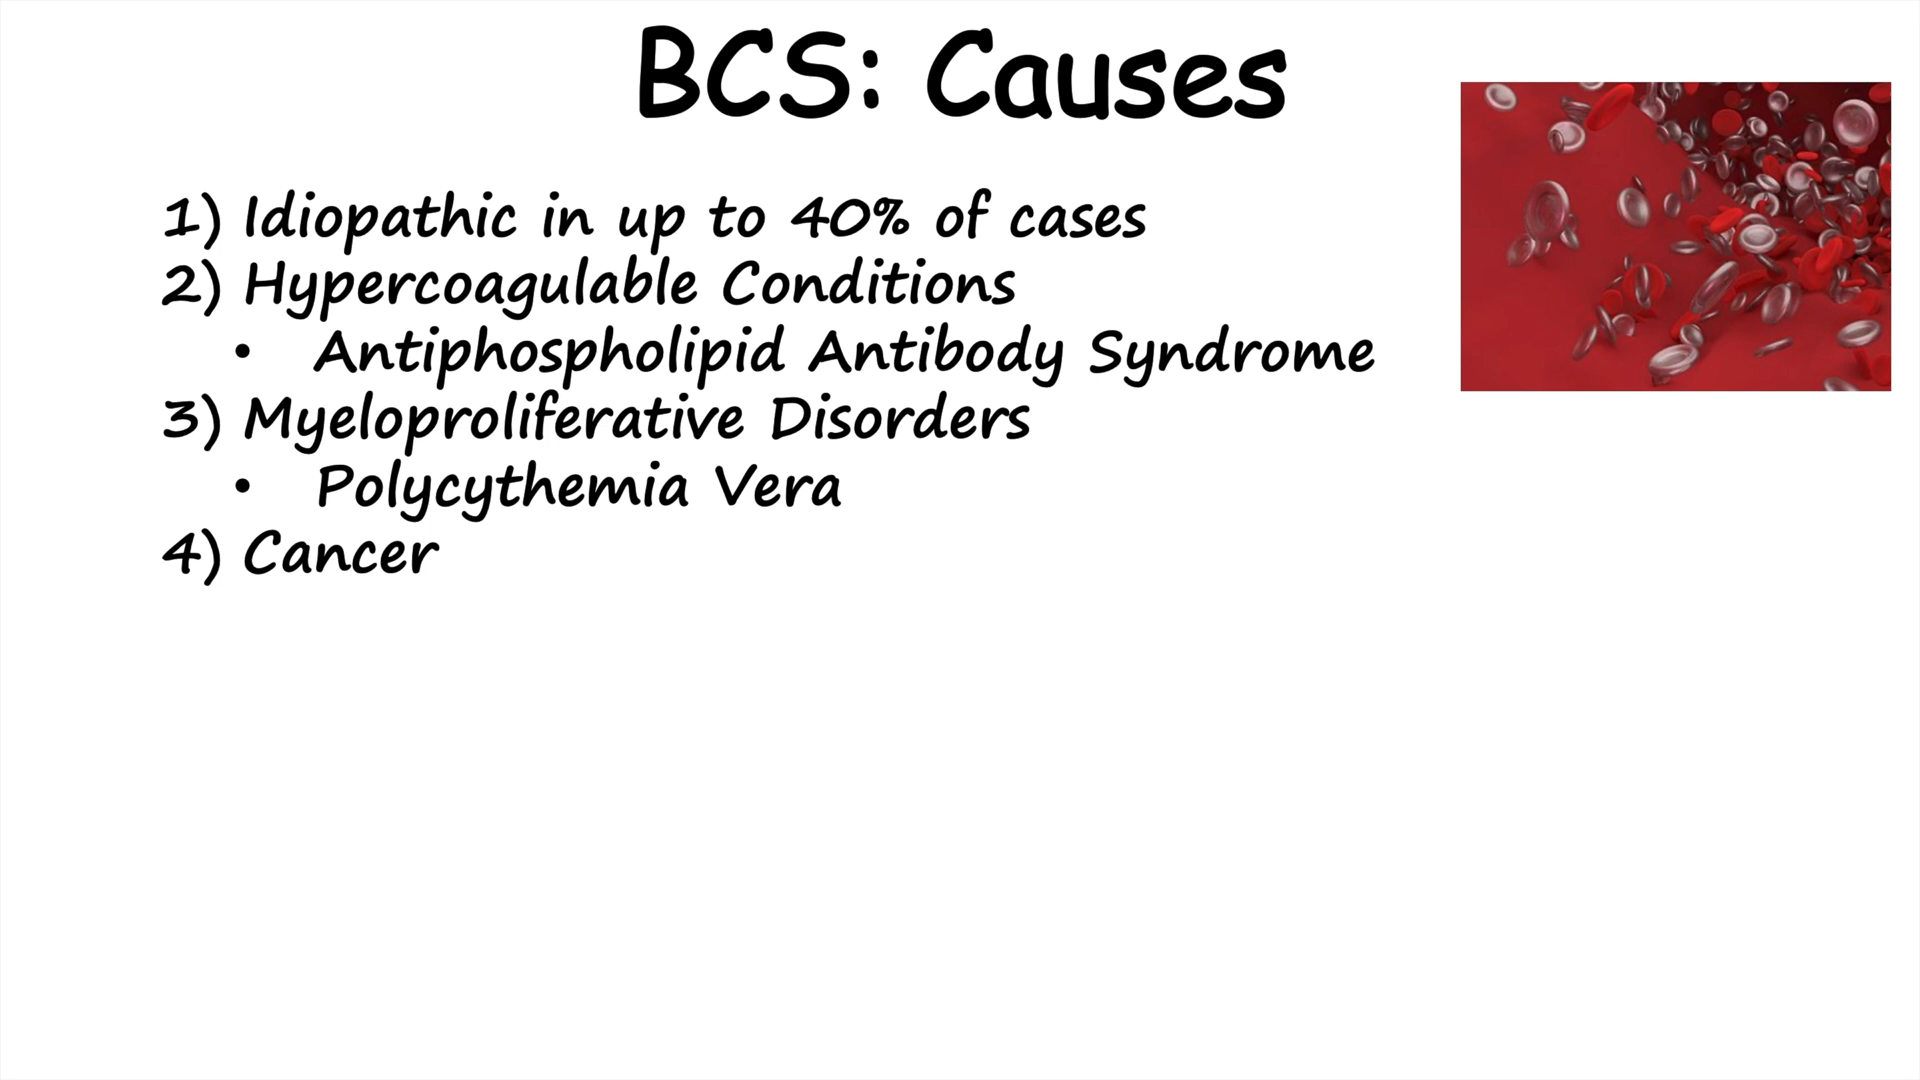 BCS: Causes
1) Idiopathic in up to 40% of cases
2) Hypercoagulable Conditions
• Antiphospholipid Antibody Syndrome
3) Myeloproliferative Disorders
• Polycythemia Vera
4) Cancer